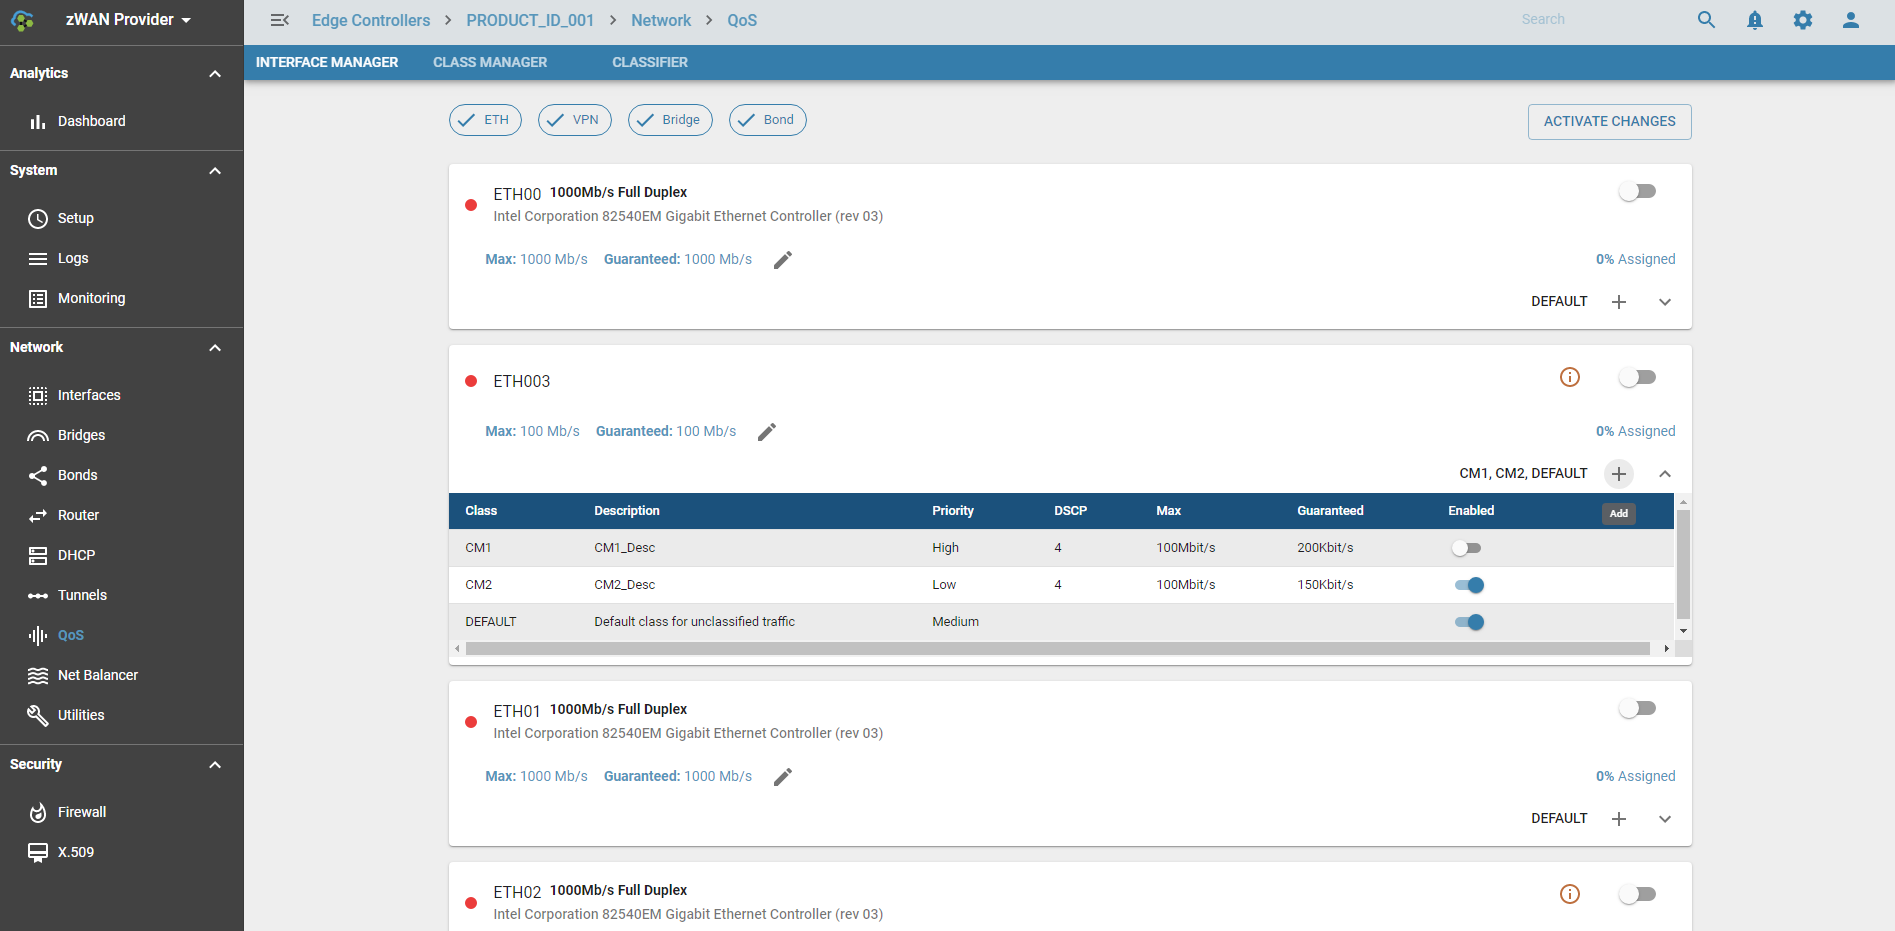 zWAN Provider
Edge Controllers > PRODUCT_ID_001 > Network > QoS
Search
INTERFACE MANAGER CLASS MANAGER CLASSIFIER
Analytics
Dashboard
System
Setup
Logs
Monitoring
Network
Interfaces
Bridges
Bonds
Router
DHCP
Tunnels
QoS
Net Balancer
Utilities
Security
Firewall
X.509
ETH VPN Bridge Bond
ACTIVATE CHANGES
ETH00 1000Mb/s Full Duplex
Intel Corporation 82540EM Gigabit Ethernet Controller (rev 03)
Max: 1000 Mb/s Guaranteed: 1000 Mb/s 0% Assigned
DEFAULT
ETH003
Max: 100 Mb/s Guaranteed: 100 Mb/s 0% Assigned
CM1, CM2, DEFAULT
Class Description Priority DSCP Max Guaranteed Enabled Add
CM1 CM1_Desc High 4 100Mbit/s 200Kbit/s
CM2 CM2_Desc Low 4 100Mbit/s 150Kbit/s
DEFAULT Default class for unclassified traffic Medium
ETH01 1000Mb/s Full Duplex
Intel Corporation 82540EM Gigabit Ethernet Controller (rev 03)
Max: 1000 Mb/s Guaranteed: 1000 Mb/s 0% Assigned
DEFAULT
ETH02 1000Mb/s Full Duplex
Intel Corporation 82540EM Gigabit Ethernet Controller (rev 03)